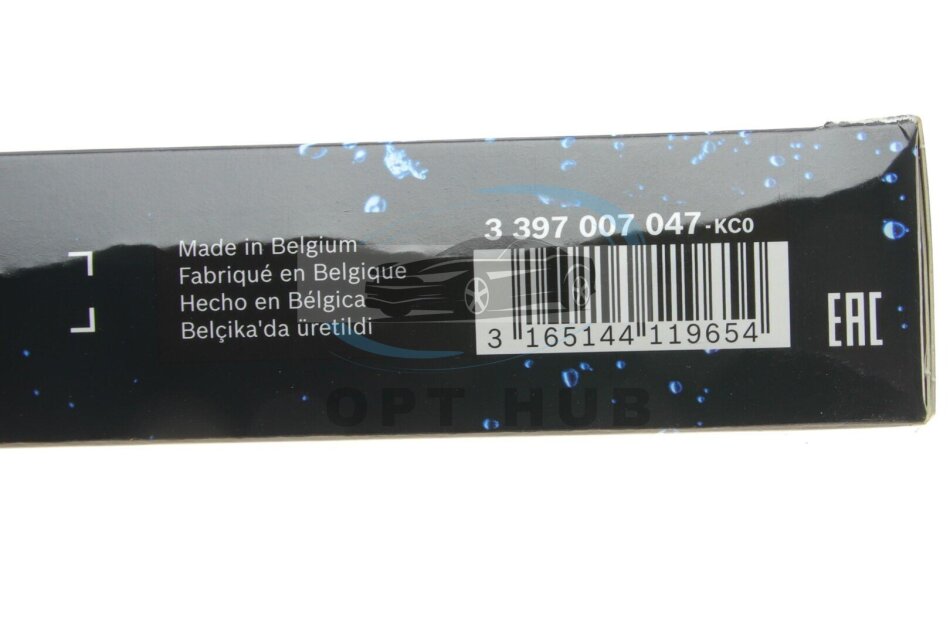 3 397 007 047-KC0
Made in Belgium
Fabriqué en Belgique
Hecho en Bélgica
Belçika'da üretildi
3 165144 119654
EAC
OPT HUB